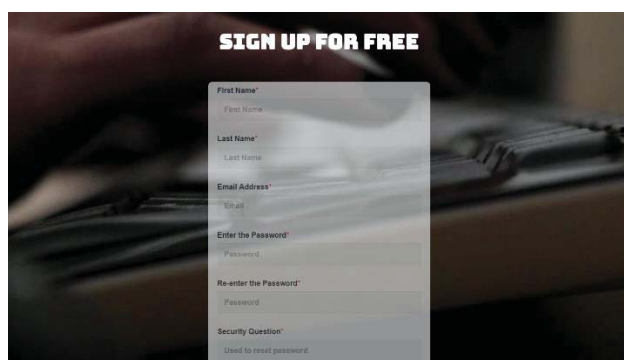 SIGN UP FOR FREE
First Name*
First Name
Last Name*
Last Name
Email Address*
Email
Enter the Password*
Password
Re-enter the Password*
Password
Security Question*
Used to reset password